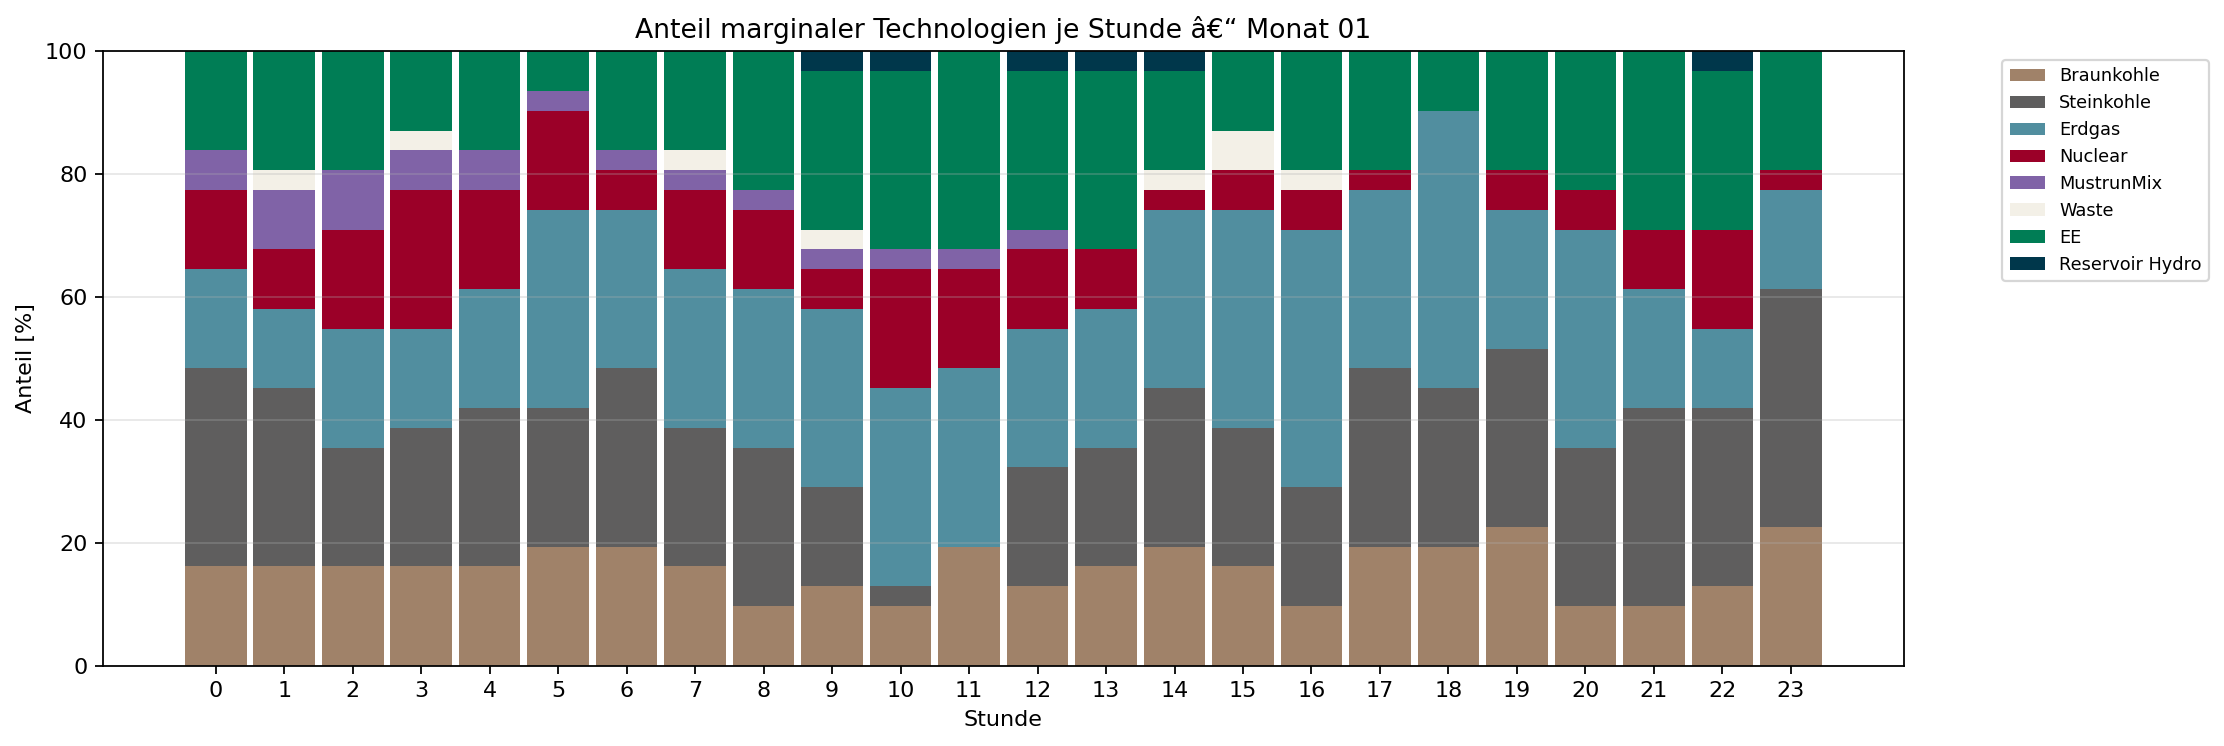 Anteil marginaler Technologien je Stunde â€“ Monat 01
Anteil [%]
100
80
60
40
20
0
0 1 2 3 4 5 6 7 8 9 10 11 12 13 14 15 16 17 18 19 20 21 22 23
Stunde
Braunkohle
Steinkohle
Erdgas
Nuclear
MustrunMix
Waste
EE
Reservoir Hydro